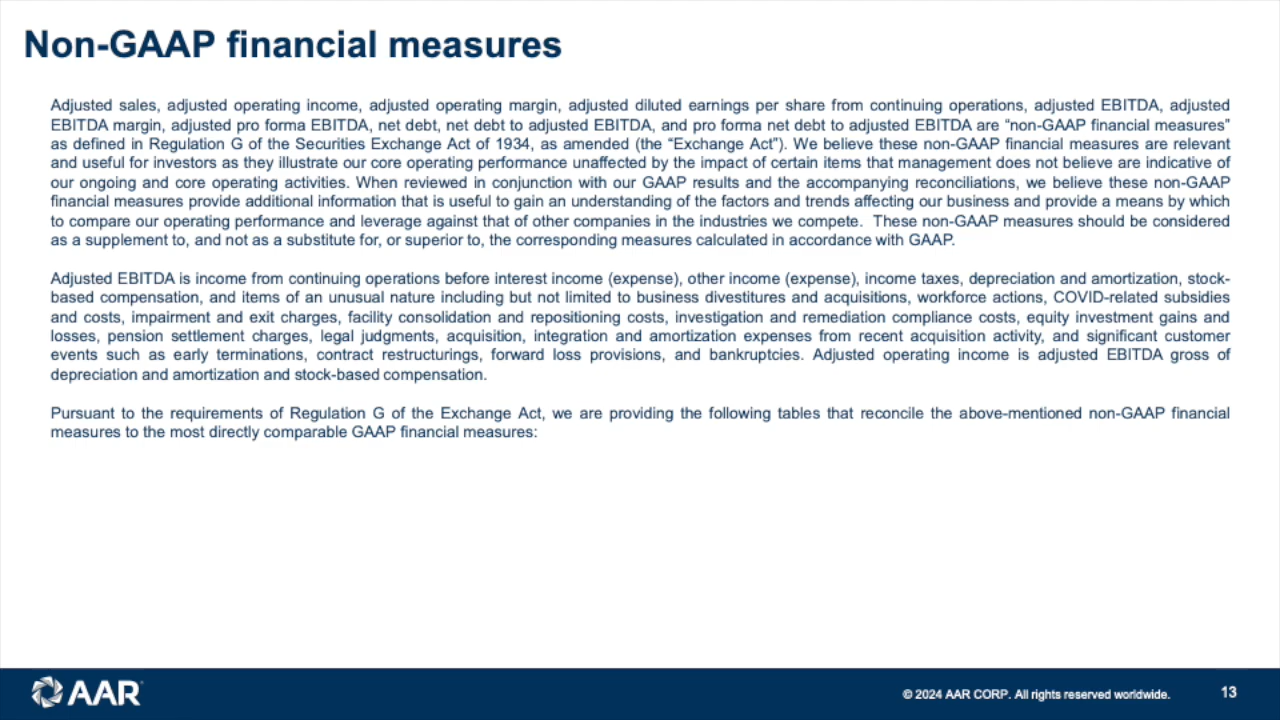 Non-GAAP financial measures
Adjusted sales, adjusted operating income, adjusted operating margin, adjusted diluted earnings per share from continuing operations, adjusted EBITDA, adjusted
EBITDA margin, adjusted pro forma EBITDA, net debt, net debt to adjusted EBITDA, and pro forma net debt to adjusted EBITDA are “non-GAAP financial measures”
as defined in Regulation G of the Securities Exchange Act of 1934, as amended (the “Exchange Act”). We believe these non-GAAP financial measures are relevant
and useful for investors as they illustrate our core operating performance unaffected by the impact of certain items that management does not believe are indicative of
our ongoing and core operating activities. When reviewed in conjunction with our GAAP results and the accompanying reconciliations, we believe these non-GAAP
financial measures provide additional information that is useful to gain an understanding of the factors and trends affecting our business and provide a means by which
to compare our operating performance and leverage against that of other companies in the industries we compete. These non-GAAP measures should be considered
as a supplement to, and not as a substitute for, or superior to, the corresponding measures calculated in accordance with GAAP.
Adjusted EBITDA is income from continuing operations before interest income (expense), other income (expense), income taxes, depreciation and amortization, stock-
based compensation, and items of an unusual nature including but not limited to business divestitures and acquisitions, workforce actions, COVID-related subsidies
and costs, impairment and exit charges, facility consolidation and repositioning costs, investigation and remediation compliance costs, equity investment gains and
losses, pension settlement charges, legal judgments, acquisition, integration and amortization expenses from recent acquisition activity, and significant customer
events such as early terminations, contract restructurings, forward loss provisions, and bankruptcies. Adjusted operating income is adjusted EBITDA gross of
depreciation and amortization and stock-based compensation.
Pursuant to the requirements of Regulation G of the Exchange Act, we are providing the following tables that reconcile the above-mentioned non-GAAP financial
measures to the most directly comparable GAAP financial measures:
AAR
© 2024 AAR CORP. All rights reserved worldwide.
13